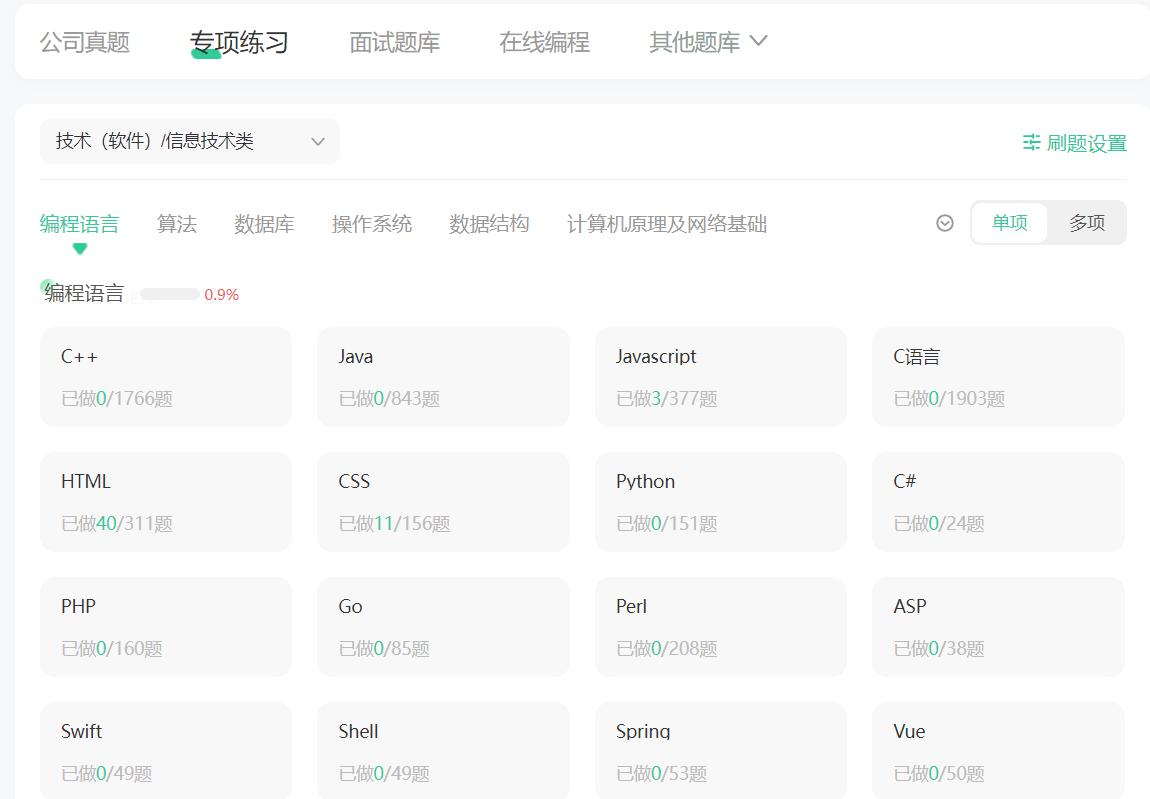 公司真题 专项练习 面试题库 在线编程 其他题库
技术（软件）/信息技术类 刷题设置
编程语言 算法 数据库 操作系统 数据结构 计算机原理及网络基础 单项 多项
编程语言 0.9%
C++ Java Javascript C语言
已做0/1766题 已做0/843题 已做3/377题 已做0/1903题
HTML CSS Python C#
已做40/311题 已做11/156题 已做0/151题 已做0/24题
PHP Go Perl ASP
已做0/160题 已做0/85题 已做0/208题 已做0/38题
Swift Shell Spring Vue
已做0/49题 已做0/49题 已做0/53题 已做0/50题